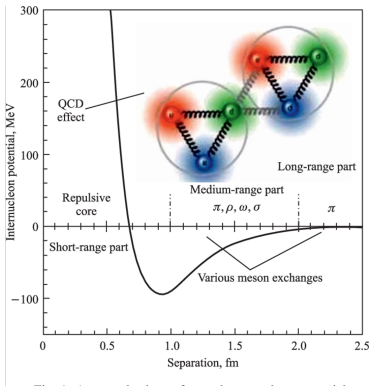 300
200
100
0
−100
Internucleon potential, MeV
QCD
effect
Long-range part
Medium-range part
Repulsive
core
π, ρ, ω, σ
π
Short-range part
Various meson exchanges
0
0.5
1.0
1.5
2.0
2.5
Separation, fm